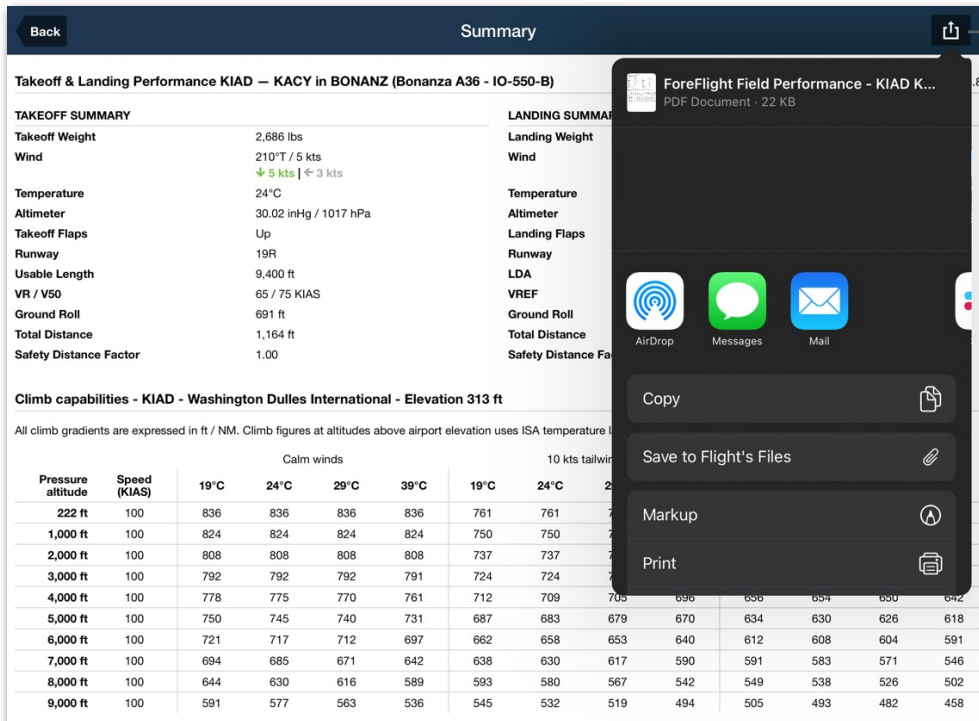 Back
Summary
Takeoff & Landing Performance KIAD — KACY in BONANZ (Bonanza A36 - IO-550-B)
TAKEOFF SUMMARY
Takeoff Weight 2,686 lbs
Wind 210°T / 5 kts
↓ 5 kts | ← 3 kts
Temperature 24°C
Altimeter 30.02 inHg / 1017 hPa
Takeoff Flaps Up
Runway 19R
Usable Length 9,400 ft
VR / V50 65 / 75 KIAS
Ground Roll 691 ft
Total Distance 1,164 ft
Safety Distance Factor 1.00
LANDING SUMMAR
Landing Weight
Wind
Temperature
Altimeter
Landing Flaps
Runway
LDA
VREF
Ground Roll
Total Distance
Safety Distance Fa
ForeFlight Field Performance - KIAD K...
PDF Document · 22 KB
AirDrop
Messages
Mail
Copy
Save to Flight's Files
Markup
Print
Climb capabilities - KIAD - Washington Dulles International - Elevation 313 ft
All climb gradients are expressed in ft / NM. Climb figures at altitudes above airport elevation uses ISA temperature
Calm winds 10 kts tailwin
Pressure altitude Speed (KIAS) 19°C 24°C 29°C 39°C 19°C 24°C
222 ft 100 836 836 836 836 761 761
1,000 ft 100 824 824 824 824 750 750
2,000 ft 100 808 808 808 808 737 737
3,000 ft 100 792 792 792 791 724 724
4,000 ft 100 778 775 770 761 712 709 705 696 656 654 650 642
5,000 ft 100 750 745 740 731 687 683 679 670 634 630 626 618
6,000 ft 100 721 717 712 697 662 658 653 640 612 608 604 591
7,000 ft 100 694 685 671 642 638 630 617 590 591 583 571 546
8,000 ft 100 644 630 616 589 593 580 567 542 549 538 526 502
9,000 ft 100 591 577 563 536 545 532 519 494 505 493 482 458